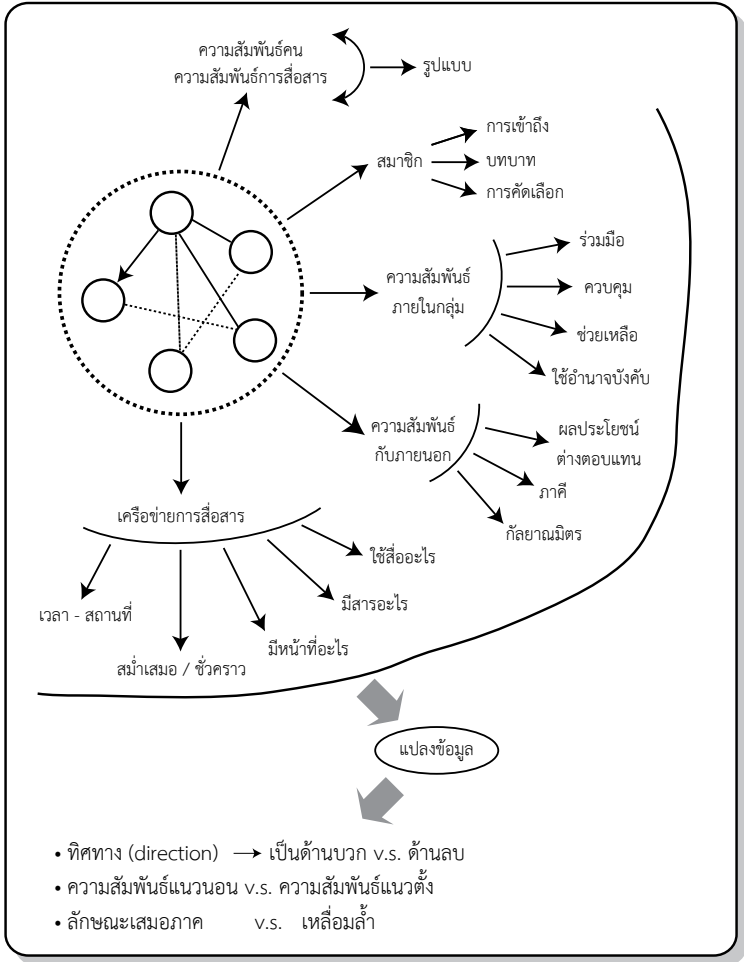 ความสัมพันธ์คน
ความสัมพันธ์การสื่อสาร
รูปแบบ
สมาชิก
การเข้าถึง
บทบาท
การคัดเลือก
ความสัมพันธ์
ภายในกลุ่ม
ร่วมมือ
ควบคุม
ช่วยเหลือ
ใช้อำนาจบังคับ
ความสัมพันธ์
กับภายนอก
ผลประโยชน์
ต่างตอบแทน
ภาคี
กัลยาณมิตร
เครือข่ายการสื่อสาร
ใช้สื่ออะไร
มีสารอะไร
มีหน้าที่อะไร
สม่ำเสมอ / ชั่วคราว
เวลา - สถานที่
แปลงข้อมูล
• ทิศทาง (direction) → เป็นด้านบวก v.s. ด้านลบ
• ความสัมพันธ์แนวนอน v.s. ความสัมพันธ์แนวตั้ง
• ลักษณะเสมอภาค v.s. เหลื่อมล้ำ